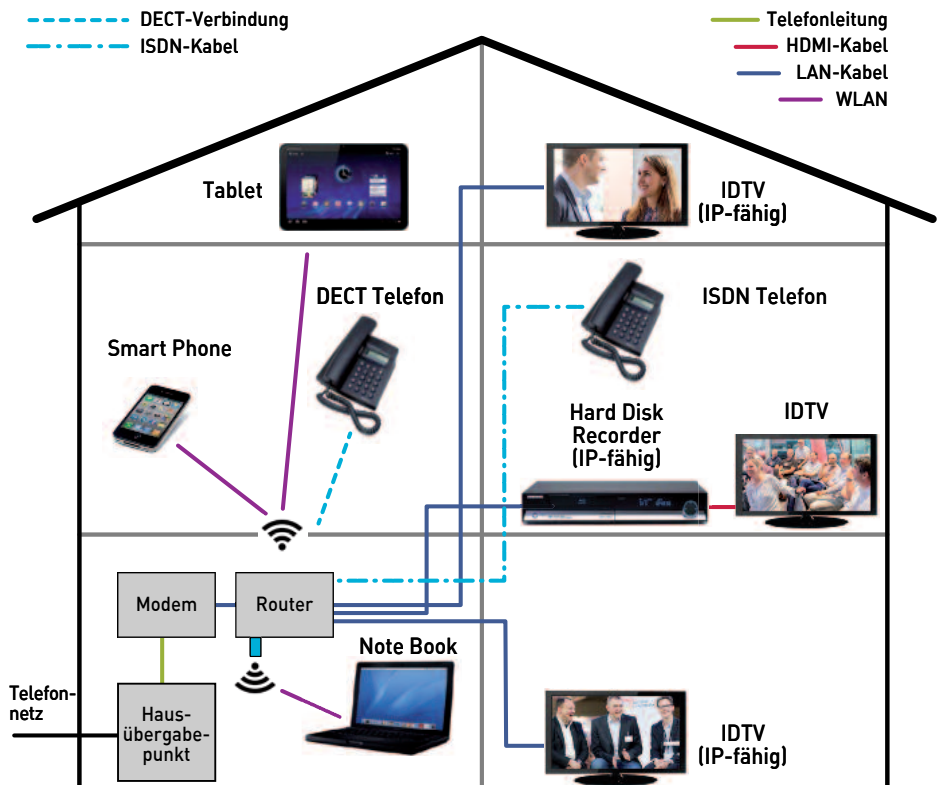 DECT-Verbindung
ISDN-Kabel
Telefonleitung
HDMI-Kabel
LAN-Kabel
WLAN
Tablet
IDTV
(IP-fähig)
DECT Telefon
ISDN Telefon
Smart Phone
Hard Disk
Recorder
(IP-fähig)
IDTV
Modem
Router
Note Book
Telefon-
netz
Haus-
übergabe-
punkt
IDTV
(IP-fähig)